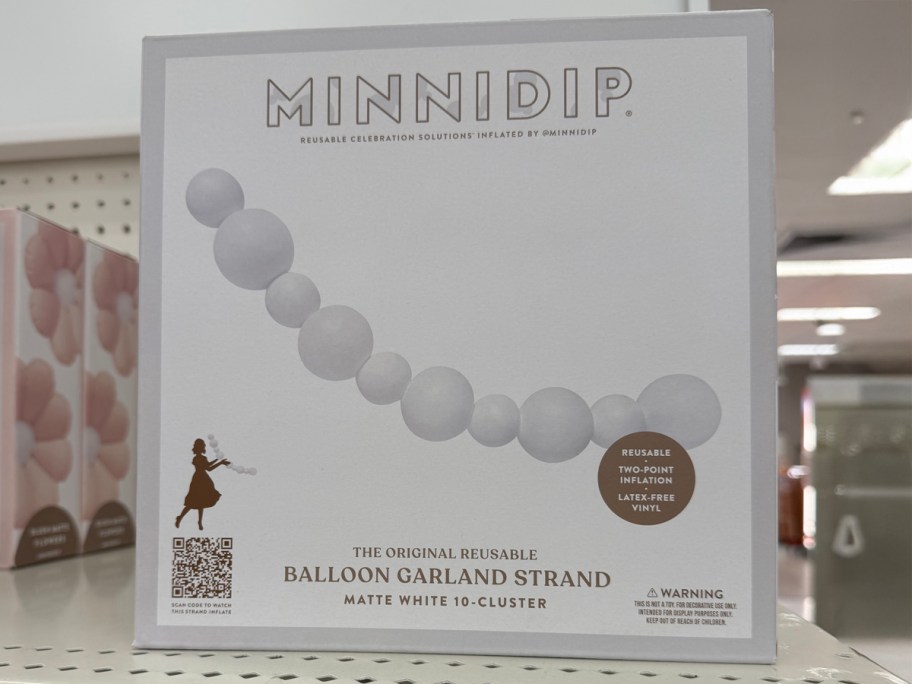 MINNIDIP®
REUSABLE CELEBRATION SOLUTIONS' INFLATED BY @MINNIDIP
REUSABLE
•
TWO-POINT
INFLATION
•
LATEX-FREE
VINYL
SCAN CODE TO WATCH
THIS STRAND INFLATE
THE ORIGINAL REUSABLE
BALLOON GARLAND STRAND
MATTE WHITE 10-CLUSTER
⚠ WARNING
THIS IS NOT A TOY. FOR DECORATIVE USE ONLY.
INTENDED FOR DISPLAY PURPOSES ONLY.
KEEP OUT OF REACH OF CHILDREN.